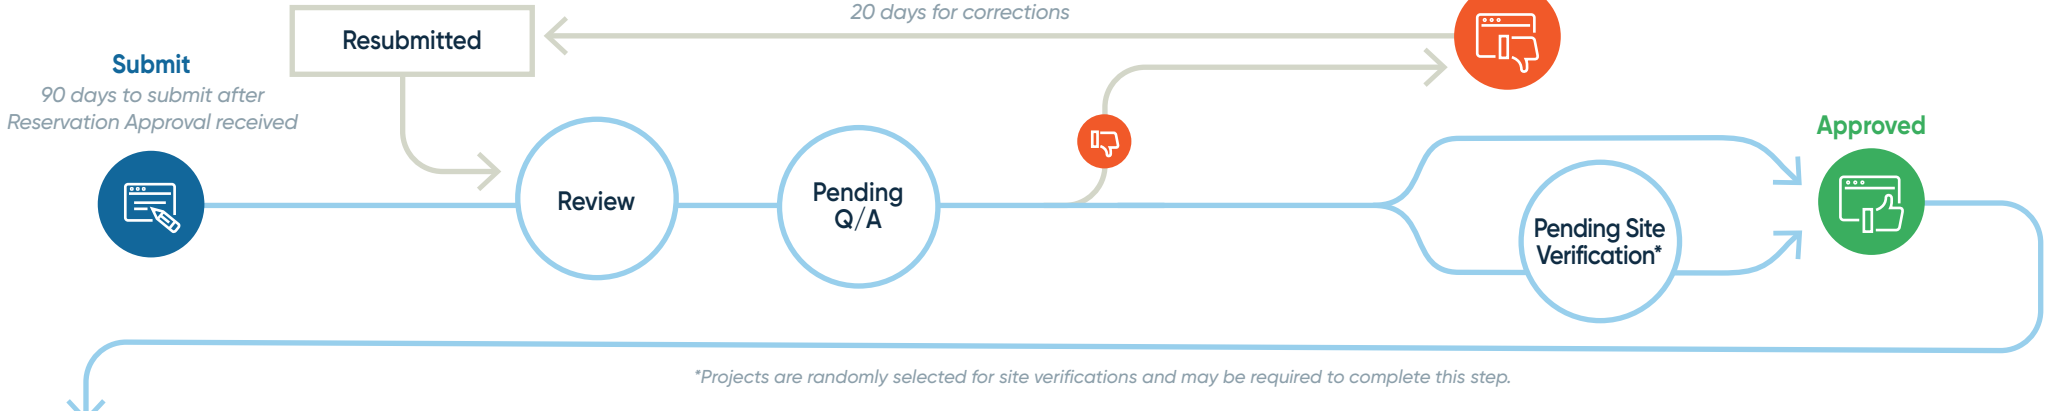 20 days for corrections
Resubmitted
Submit
90 days to submit after
Reservation Approval received
Approved
Review
Pending
Q/A
Pending Site
Verification*
*Projects are randomly selected for site verifications and may be required to complete this step.